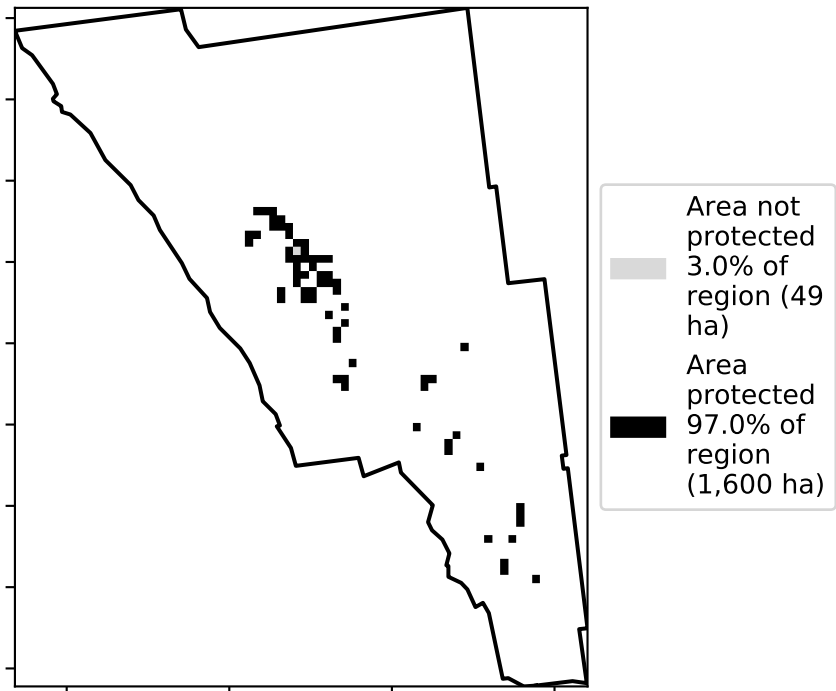 Area not
protected
3.0% of
region (49
ha)
Area
protected
97.0% of
region
(1,600 ha)